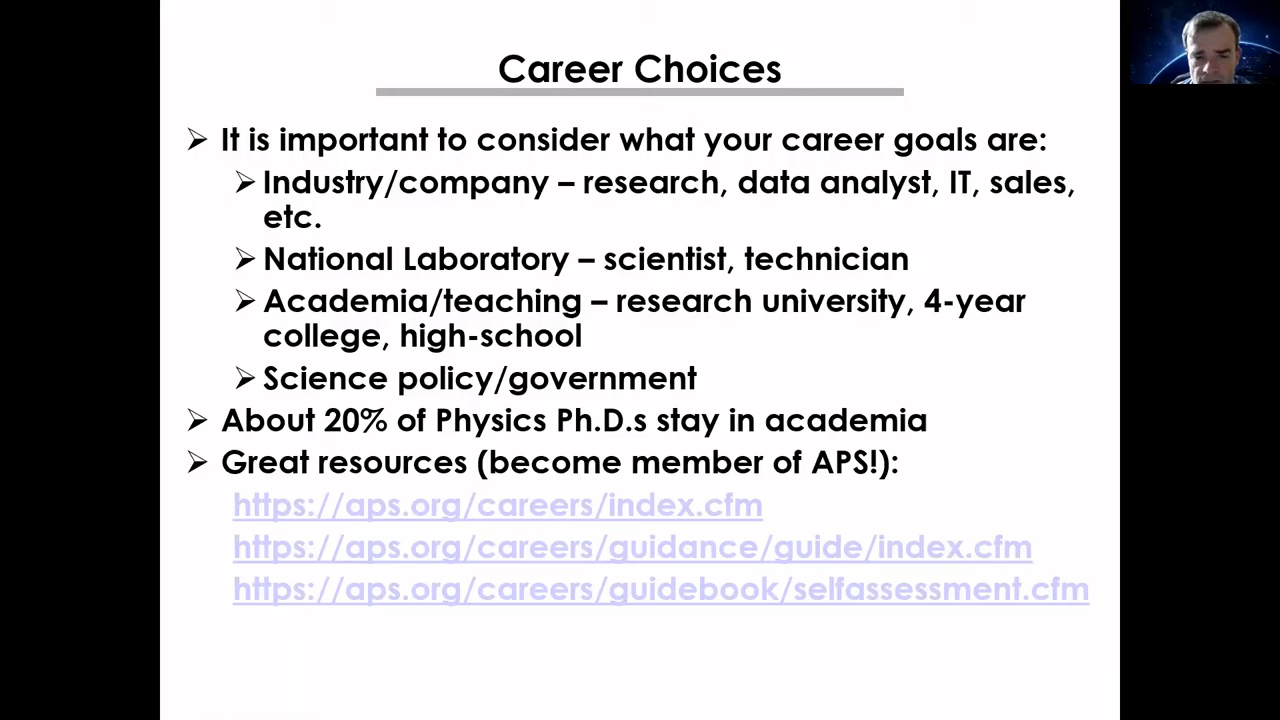 Career Choices
➢ It is important to consider what your career goals are:
➢ Industry/company – research, data analyst, IT, sales,
etc.
➢ National Laboratory – scientist, technician
➢ Academia/teaching – research university, 4-year
college, high-school
➢ Science policy/government
➢ About 20% of Physics Ph.D.s stay in academia
➢ Great resources (become member of APS!):
https://aps.org/careers/index.cfm
https://aps.org/careers/guidance/guide/index.cfm
https://aps.org/careers/guidebook/selfassessment.cfm